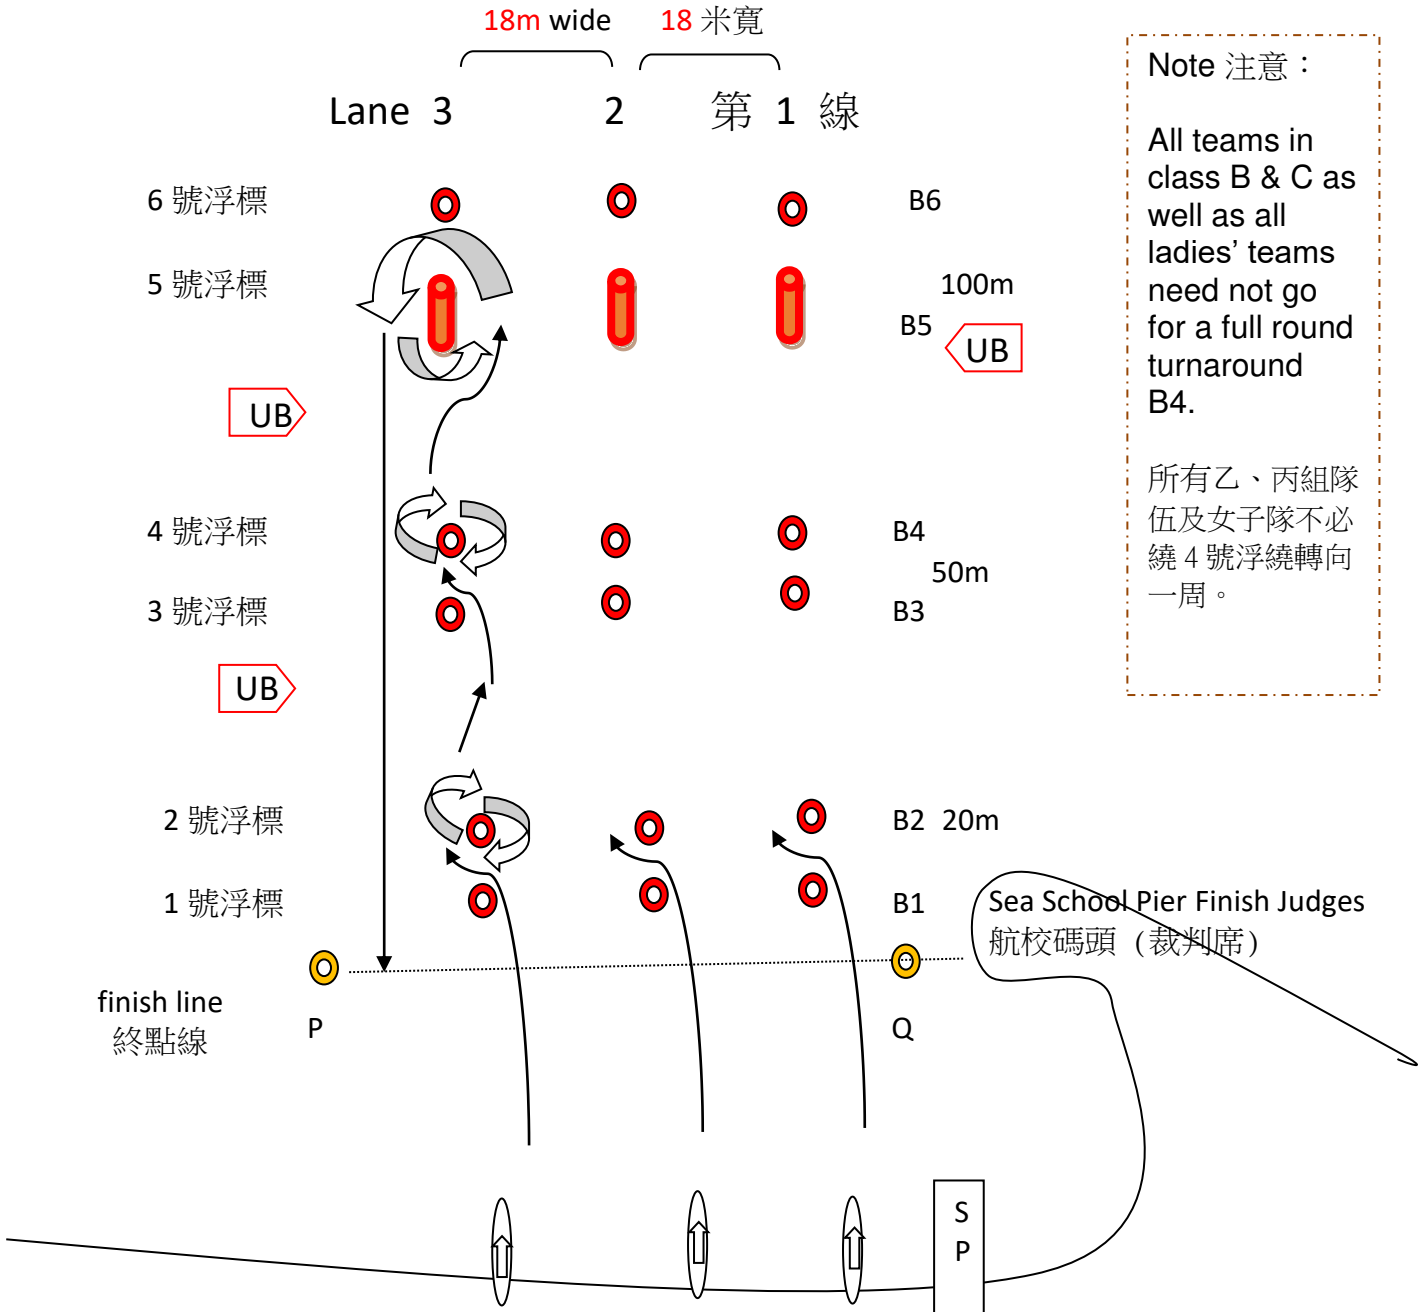 18m wide 18 米寬
Lane 3 2 第 1 線
6 號浮標 B6
5 號浮標 100m
B5
UB
UB
4 號浮標 B4
50m
3 號浮標 B3
UB
2 號浮標 B2 20m
1 號浮標 B1
Sea School Pier Finish Judges
航校碼頭 (裁判席)
finish line
終點線
P Q
S
P
Note 注意：
All teams in
class B & C as
well as all
ladies’ teams
need not go
for a full round
turnaround
B4.
所有乙、丙組隊
伍及女子隊不必
繞 4 號浮繞轉向
一周。